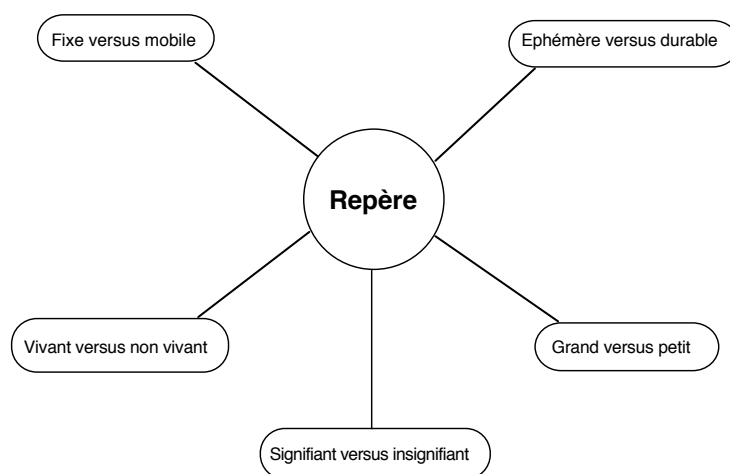 Fixe versus mobile
Ephémère versus durable
Repère
Vivant versus non vivant
Grand versus petit
Signifiant versus insignifiant